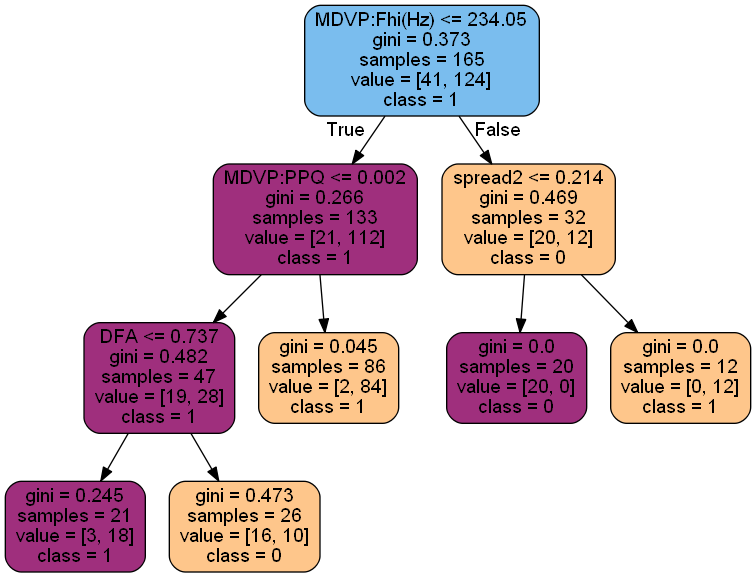 MDVP:Fhi(Hz) <= 234.05
gini = 0.373
samples = 165
value = [41, 124]
class = 1
True
False
MDVP:PPQ <= 0.002
gini = 0.266
samples = 133
value = [21, 112]
class = 1
spread2 <= 0.214
gini = 0.469
samples = 32
value = [20, 12]
class = 0
DFA <= 0.737
gini = 0.482
samples = 47
value = [19, 28]
class = 1
gini = 0.045
samples = 86
value = [2, 84]
class = 1
gini = 0.0
samples = 20
value = [20, 0]
class = 0
gini = 0.0
samples = 12
value = [0, 12]
class = 1
gini = 0.245
samples = 21
value = [3, 18]
class = 1
gini = 0.473
samples = 26
value = [16, 10]
class = 0